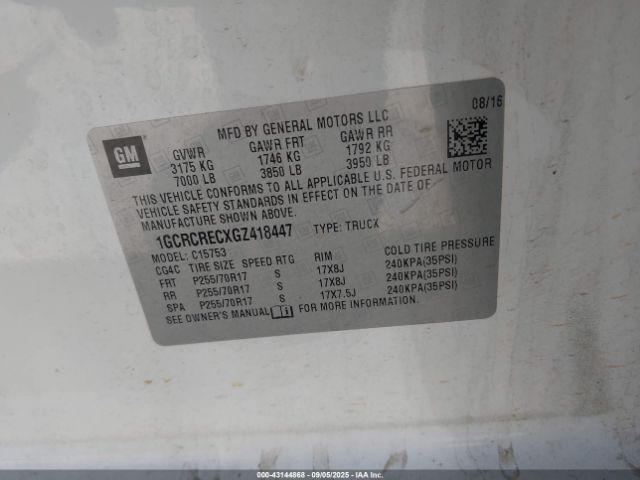 08/16
MFD BY GENERAL MOTORS LLC
GM
GVWR GAWR FRT GAWR RR
3175 KG 1746 KG 1792 KG
7000 LB 3850 LB 3950 LB
THIS VEHICLE CONFORMS TO ALL APPLICABLE U.S. FEDERAL MOTOR
VEHICLE SAFETY STANDARDS IN EFFECT ON THE DATE OF
MANUFACTURE SHOWN ABOVE.
1GCRCRECXGZ418447 TYPE: TRUCK
MODEL: C15753
CG4C TIRE SIZE SPEED RTG RIM COLD TIRE PRESSURE
FRT P255/70R17 S 17X8J 240KPA(35PSI)
RR P255/70R17 S 17X8J 240KPA(35PSI)
SPA P255/70R17 S 17X7.5J 240KPA(35PSI)
SEE OWNER'S MANUAL FOR MORE INFORMATION.
000-43144868 - 09/05/2025 - IAA Inc.